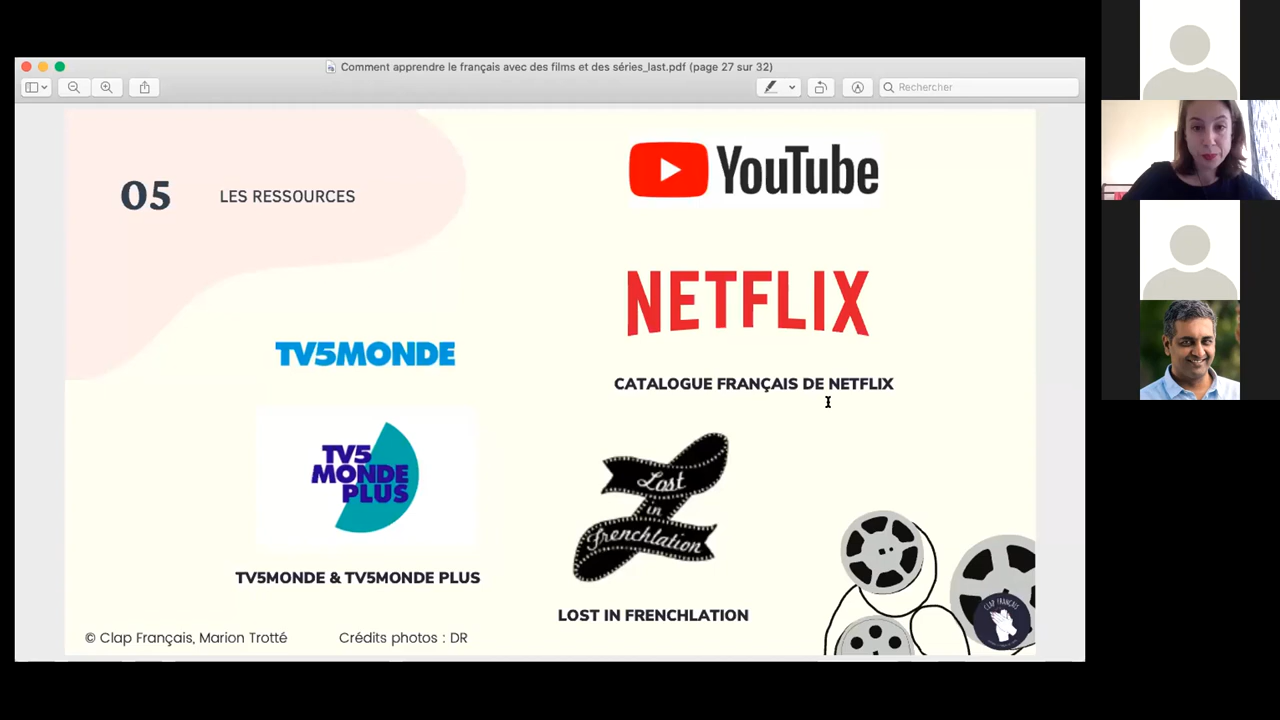 Comment apprendre le français avec des films et des séries_last.pdf (page 27 sur 32)
Rechercher
05
LES RESSOURCES
YouTube
NETFLIX
CATALOGUE FRANÇAIS DE NETFLIX
TV5MONDE
TV5
MONDE
PLUS
TV5MONDE & TV5MONDE PLUS
Lost
in
Frenchlation
LOST IN FRENCHLATION
CLAP FRANÇAIS
© Clap Français, Marion Trotté
Crédits photos : DR